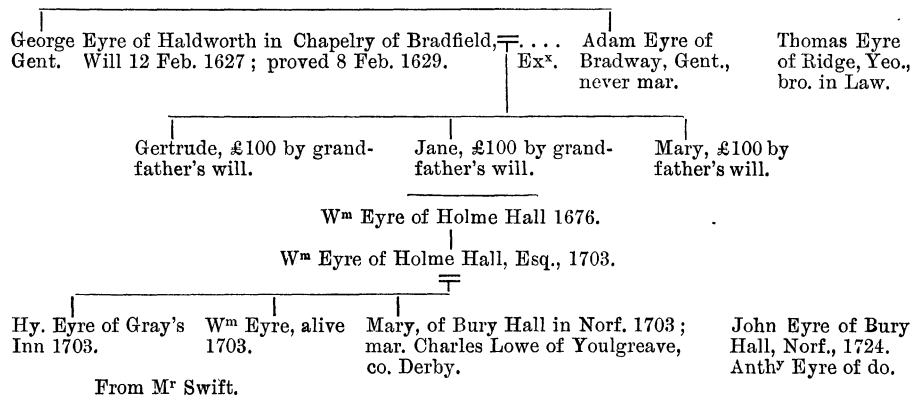 George Eyre of Haldworth in Chapelry of Bradfield,=.... Adam Eyre of Thomas Eyre
Gent. Will 12 Feb. 1627; proved 8 Feb. 1629. Exˣ. Bradway, Gent., of Ridge, Yeo.,
never mar. bro. in Law.
Gertrude, £100 by grand- Jane, £100 by grand- Mary, £100 by
father's will. father's will. father's will.
Wᵐ Eyre of Holme Hall 1676.
Wᵐ Eyre of Holme Hall, Esq., 1703.
Hy. Eyre of Gray's Wᵐ Eyre, alive Mary, of Bury Hall in Norf. 1703; John Eyre of Bury
Inn 1703. 1703. mar. Charles Lowe of Youlgreave, Hall, Norf., 1724.
co. Derby. Anthʸ Eyre of do.
From Mʳ Swift.